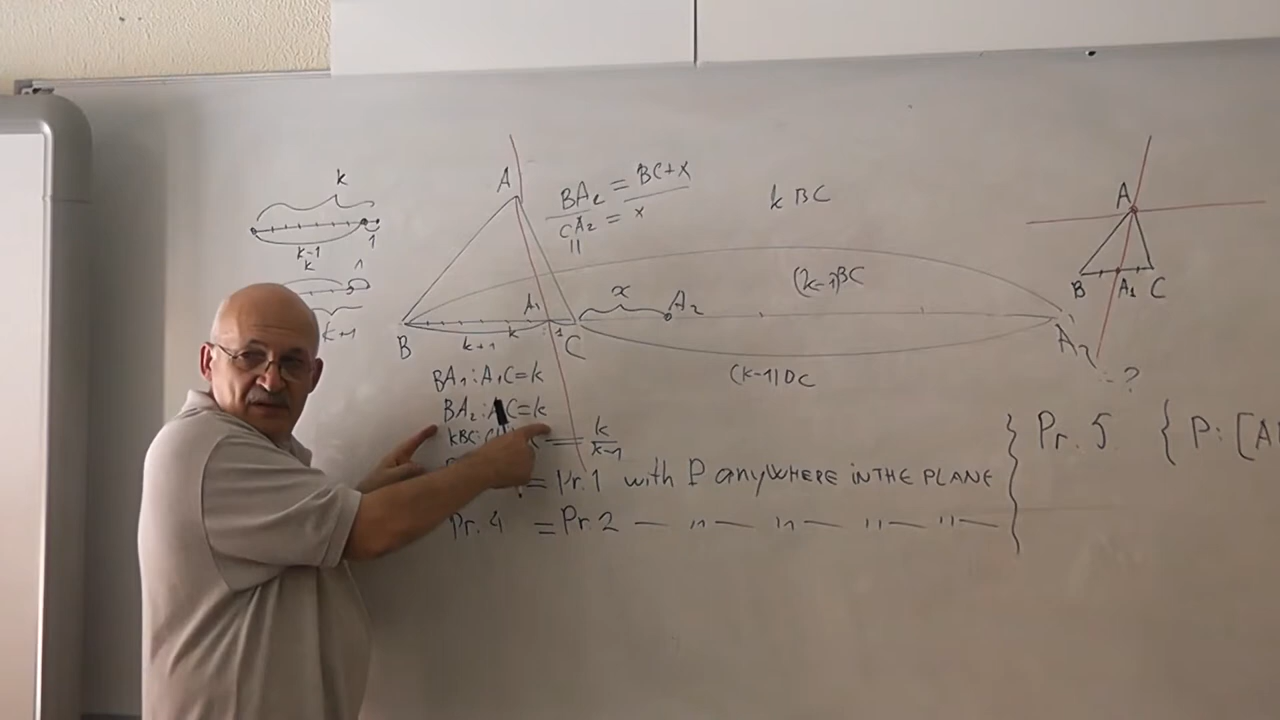 k
k-1
1
k
1
k+1
A
BA₂ = BC+x
CA₂ = x
k BC
A₁
x
A₂
(k-1)BC
B
k+1
k
1
C
A₂
(k-1)
BA₁:A₁C=k
BA₂:A C=k
kBC:
= k
k-1
= Pr.1 with P anywHERE iN THE PLANE
Pr. 4 = Pr.2 — " — " — " — " —
} Pr. 5 { P: [A
A
B A₁ C
?